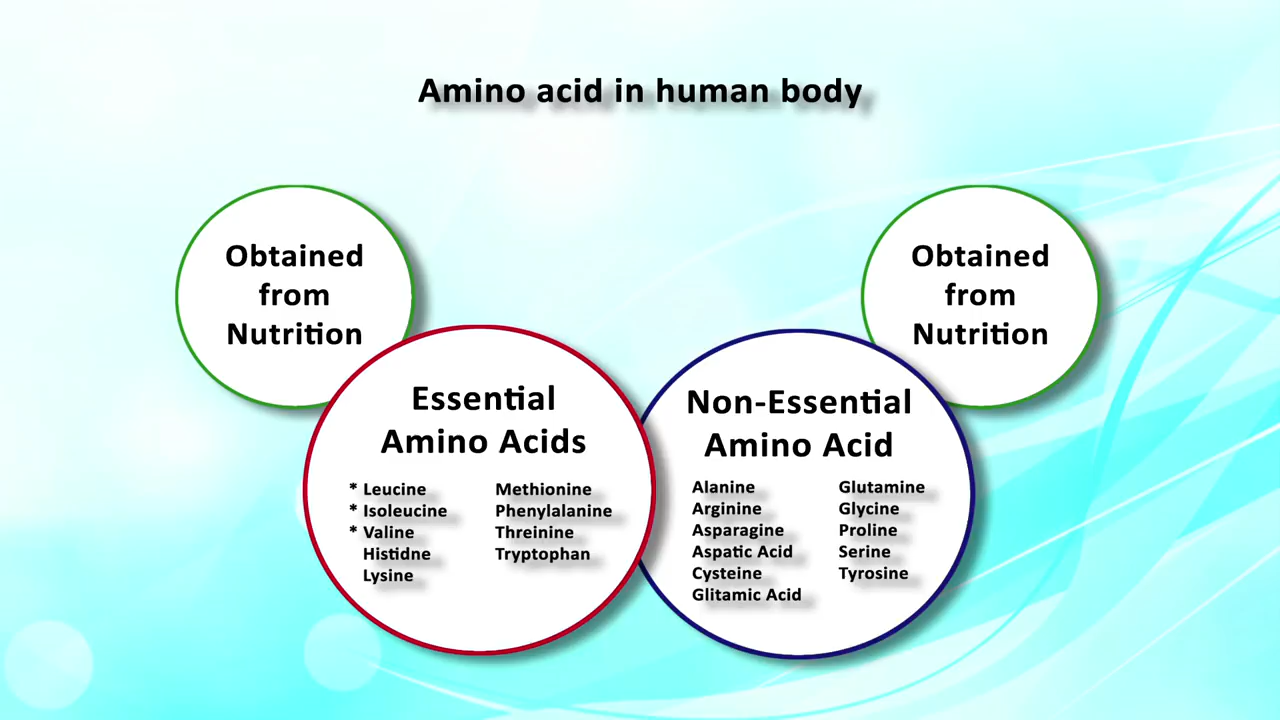 Amino acid in human body
Obtained
from
Nutrition
Obtained
from
Nutrition
Essential
Amino Acids
* Leucine
* Isoleucine
* Valine
Histidne
Lysine
Methionine
Phenylalanine
Threinine
Tryptophan
Non-Essential
Amino Acid
Alanine
Arginine
Asparagine
Aspatic Acid
Cysteine
Glitamic Acid
Glutamine
Glycine
Proline
Serine
Tyrosine